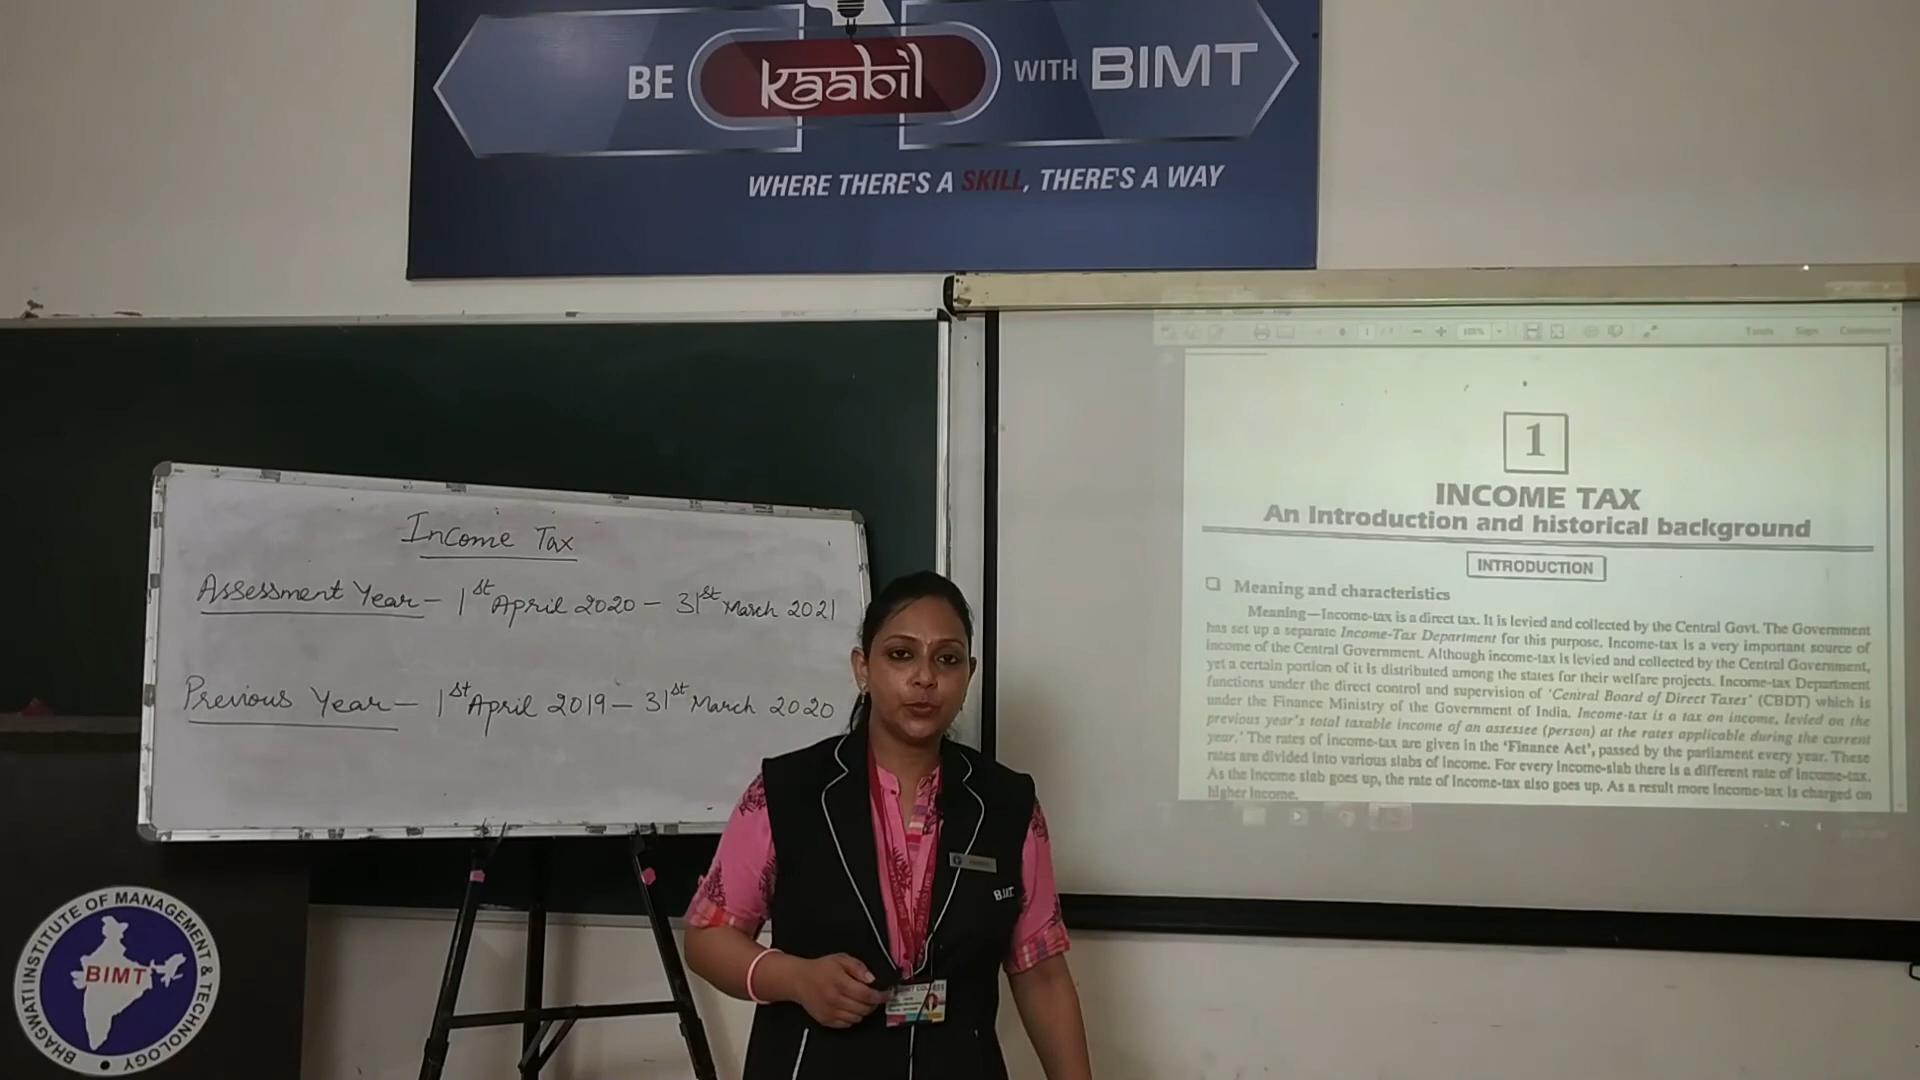 BE kaabil WITH BIMT
WHERE THERE'S A SKILL, THERE'S A WAY
Income Tax
Assessment Year – 1st April 2020 – 31st March 2021
Previous Year – 1st April 2019 – 31st March 2020
1
INCOME TAX
An Introduction and historical background
INTRODUCTION
❑ Meaning and characteristics
Meaning—Income-tax is a direct tax. It is levied and collected by the Central Govt. The Government
has set up a separate Income-Tax Department for this purpose. Income-tax is a very important source of
income of the Central Government. Although income-tax is levied and collected by the Central Government,
yet a certain portion of it is distributed among the states for their welfare projects. Income-tax Department
functions under the direct control and supervision of 'Central Board of Direct Taxes' (CBDT) which is
under the Finance Ministry of the Government of India. Income-tax is a tax on income, levied on the
previous year's total taxable income of an assessee (person) at the rates applicable during the current
year.' The rates of income-tax are given in the 'Finance Act', passed by the parliament every year. These
rates are divided into various slabs of income. For every income-slab there is a different rate of income-tax.
As the income slab goes up, the rate of income-tax also goes up. As a result more income-tax is charged on
higher income.
BHAGWATI INSTITUTE OF MANAGEMENT & TECHNOLOGY
BIMT